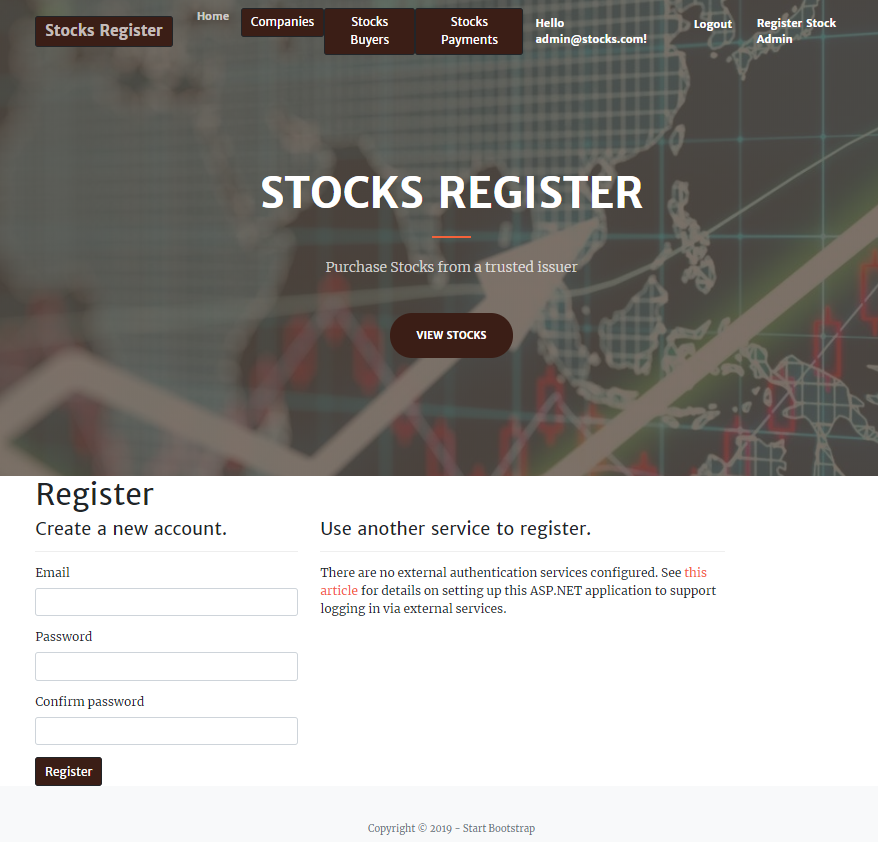 Stocks Register
Home
Companies
Stocks
Buyers
Stocks
Payments
Hello
admin@stocks.com!
Logout
Register Stock
Admin
STOCKS REGISTER
Purchase Stocks from a trusted issuer
VIEW STOCKS
Register
Create a new account.
Email
Password
Confirm password
Register
Use another service to register.
There are no external authentication services configured. See this
article for details on setting up this ASP.NET application to support
logging in via external services.
Copyright © 2019 - Start Bootstrap